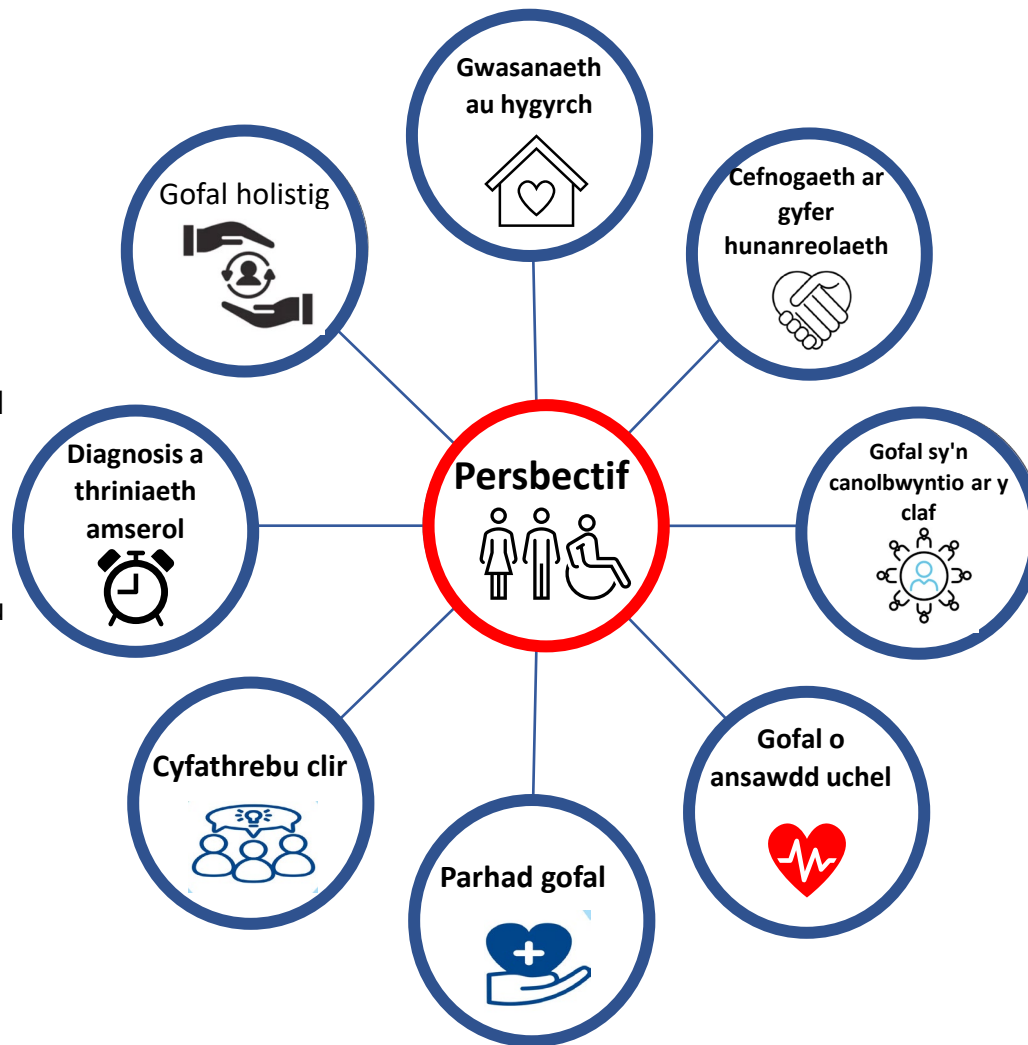 Gwasanaeth
au hygyrch
Cefnogaeth ar
gyfer
hunanreolaeth
Gofal holistig
Gofal sy'n
canolbwyntio ar y
claf
Diagnosis a
thriniaeth
amserol
Persbectif
Gofal o
ansawdd uchel
Cyfathrebu clir
Parhad gofal